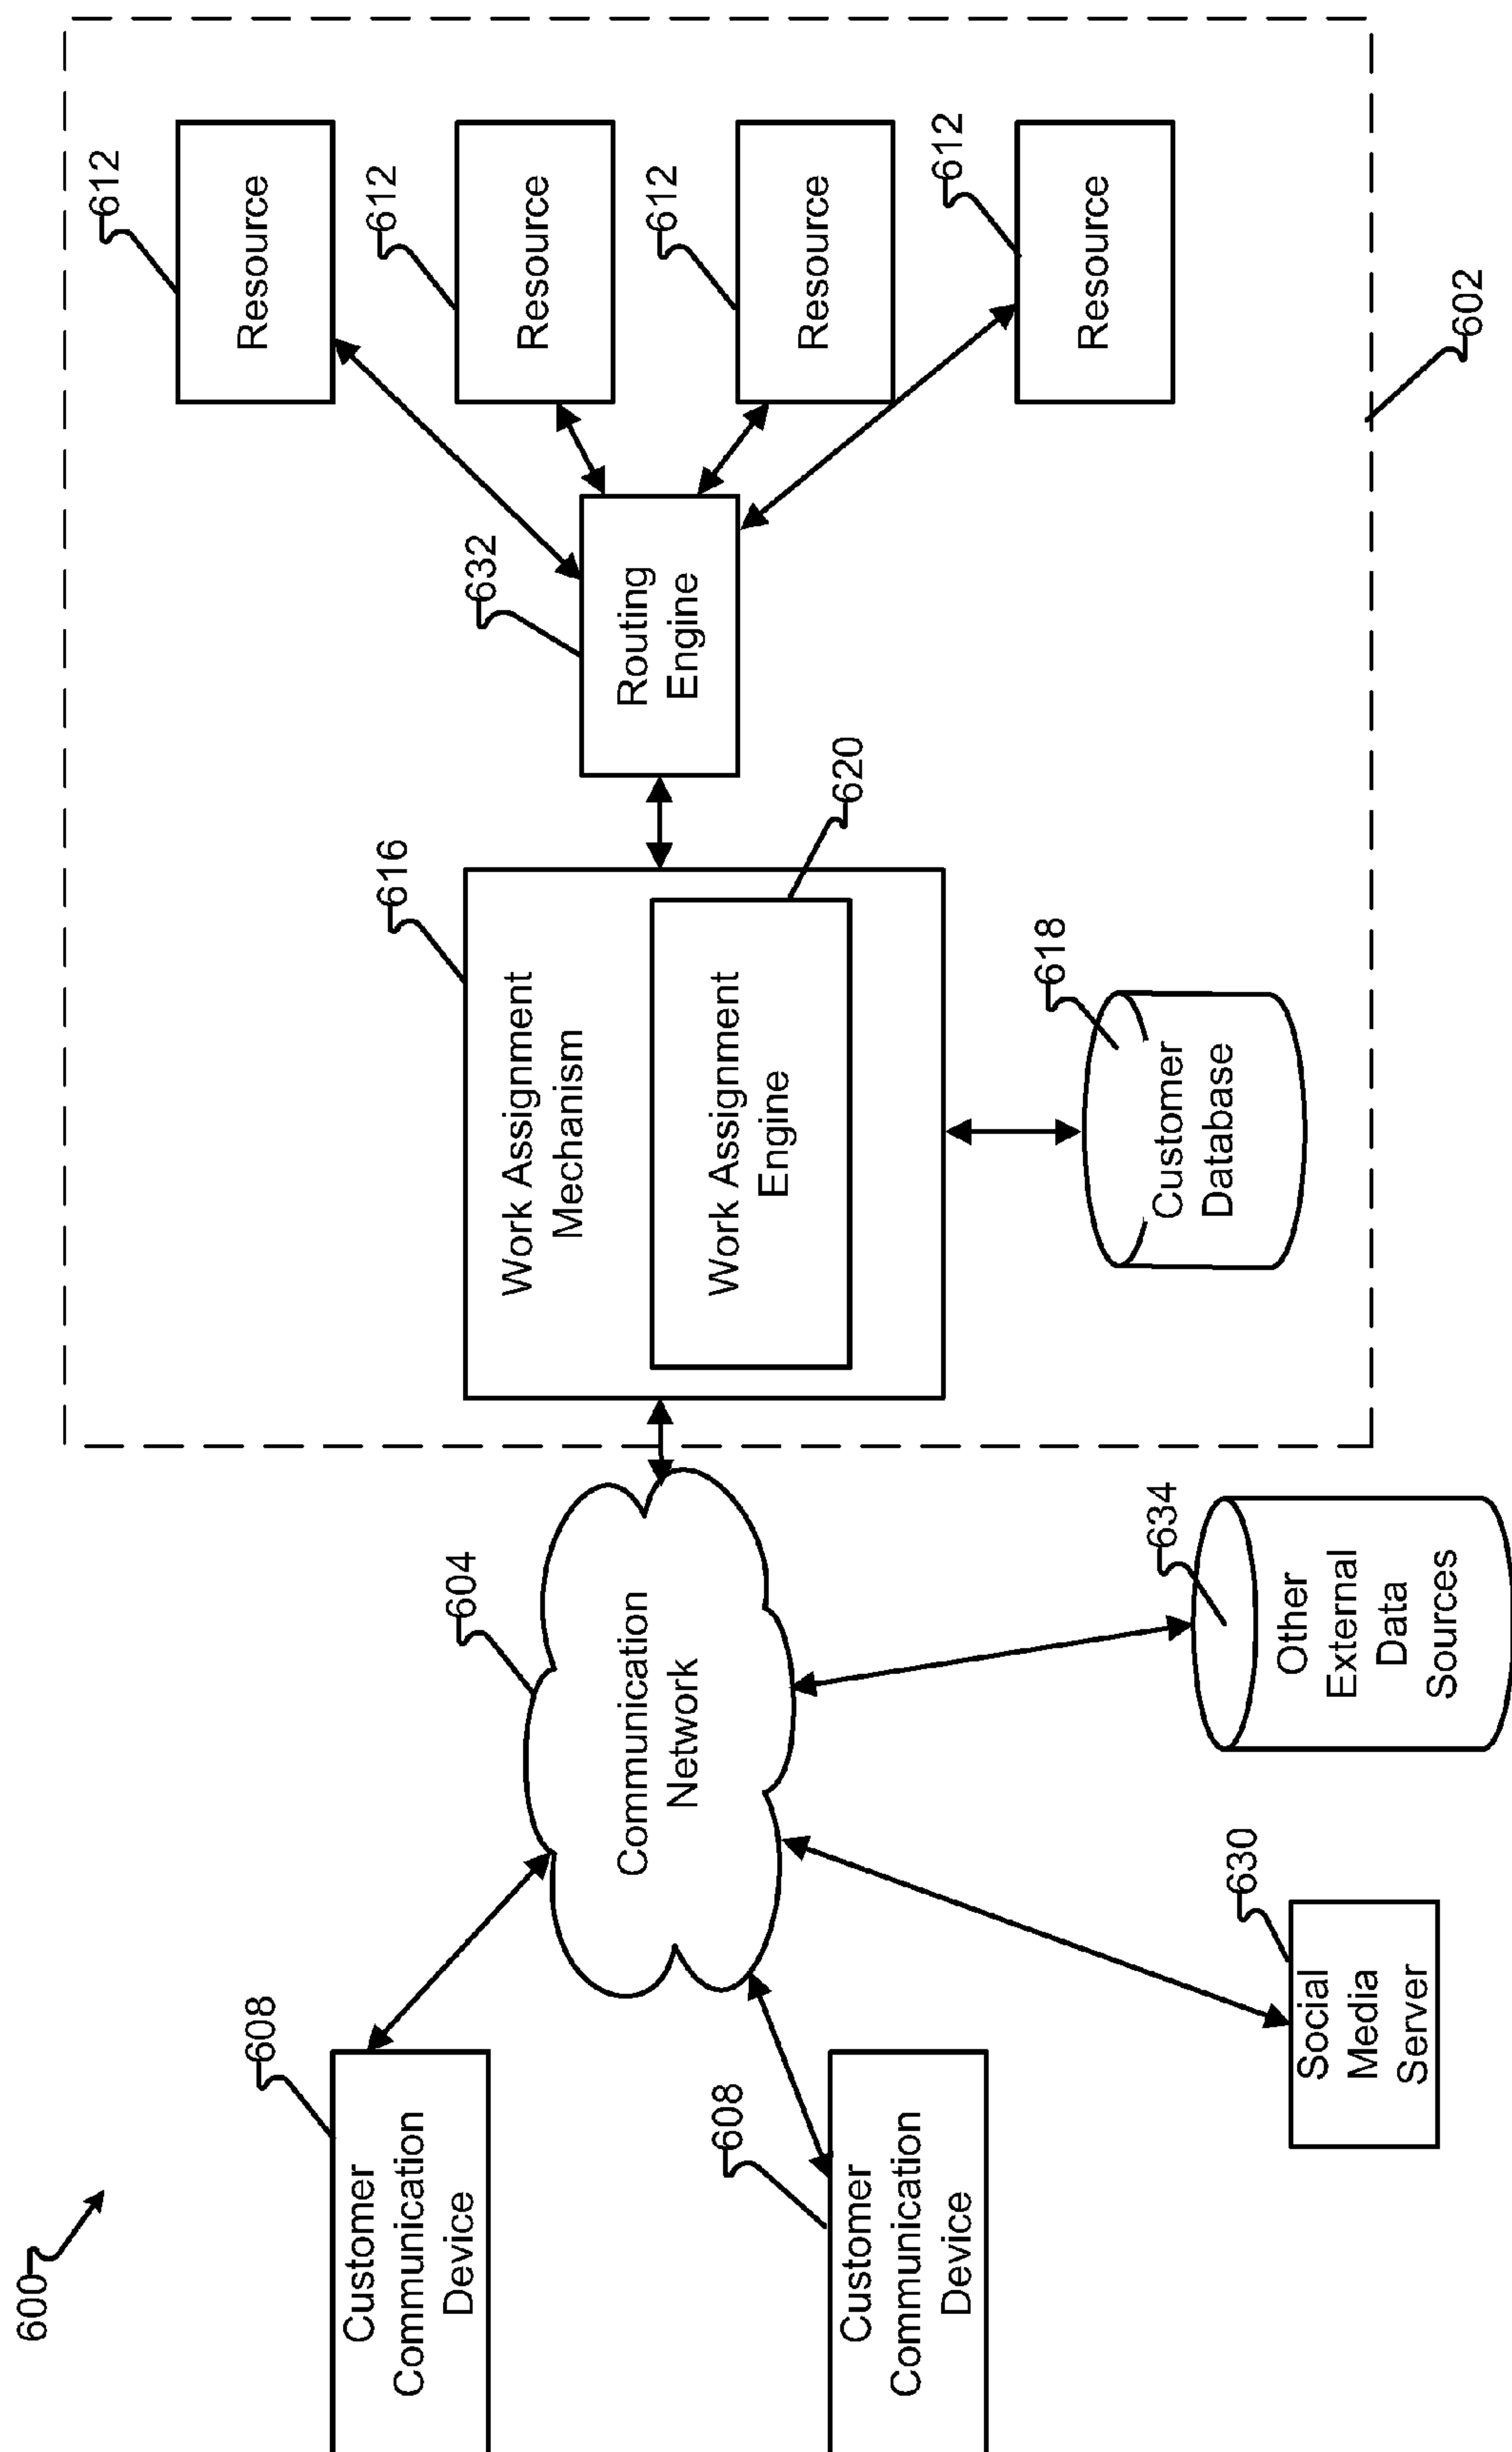 600
608
Customer
Communication
Device
608
Customer
Communication
Device
604
Communication
Network
630
Social
Media
Server
634
Other
External
Data
Sources
616
Work Assignment
Mechanism
620
Work Assignment
Engine
618
Customer
Database
632
Routing
Engine
612
Resource
612
Resource
612
Resource
612
Resource
602